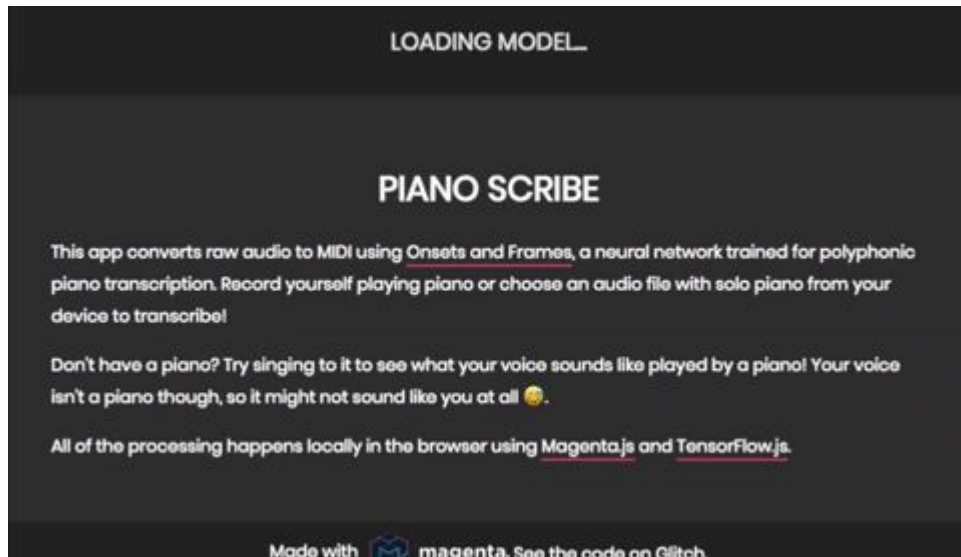 LOADING MODEL...
PIANO SCRIBE
This app converts raw audio to MIDI using Onsets and Frames, a neural network trained for polyphonic
piano transcription. Record yourself playing piano or choose an audio file with solo piano from your
device to transcribe!
Don't have a piano? Try singing to it to see what your voice sounds like played by a piano! Your voice
isn't a piano though, so it might not sound like you at all 😅.
All of the processing happens locally in the browser using Magenta.js and TensorFlow.js.
Made with magenta. See the code on Glitch.